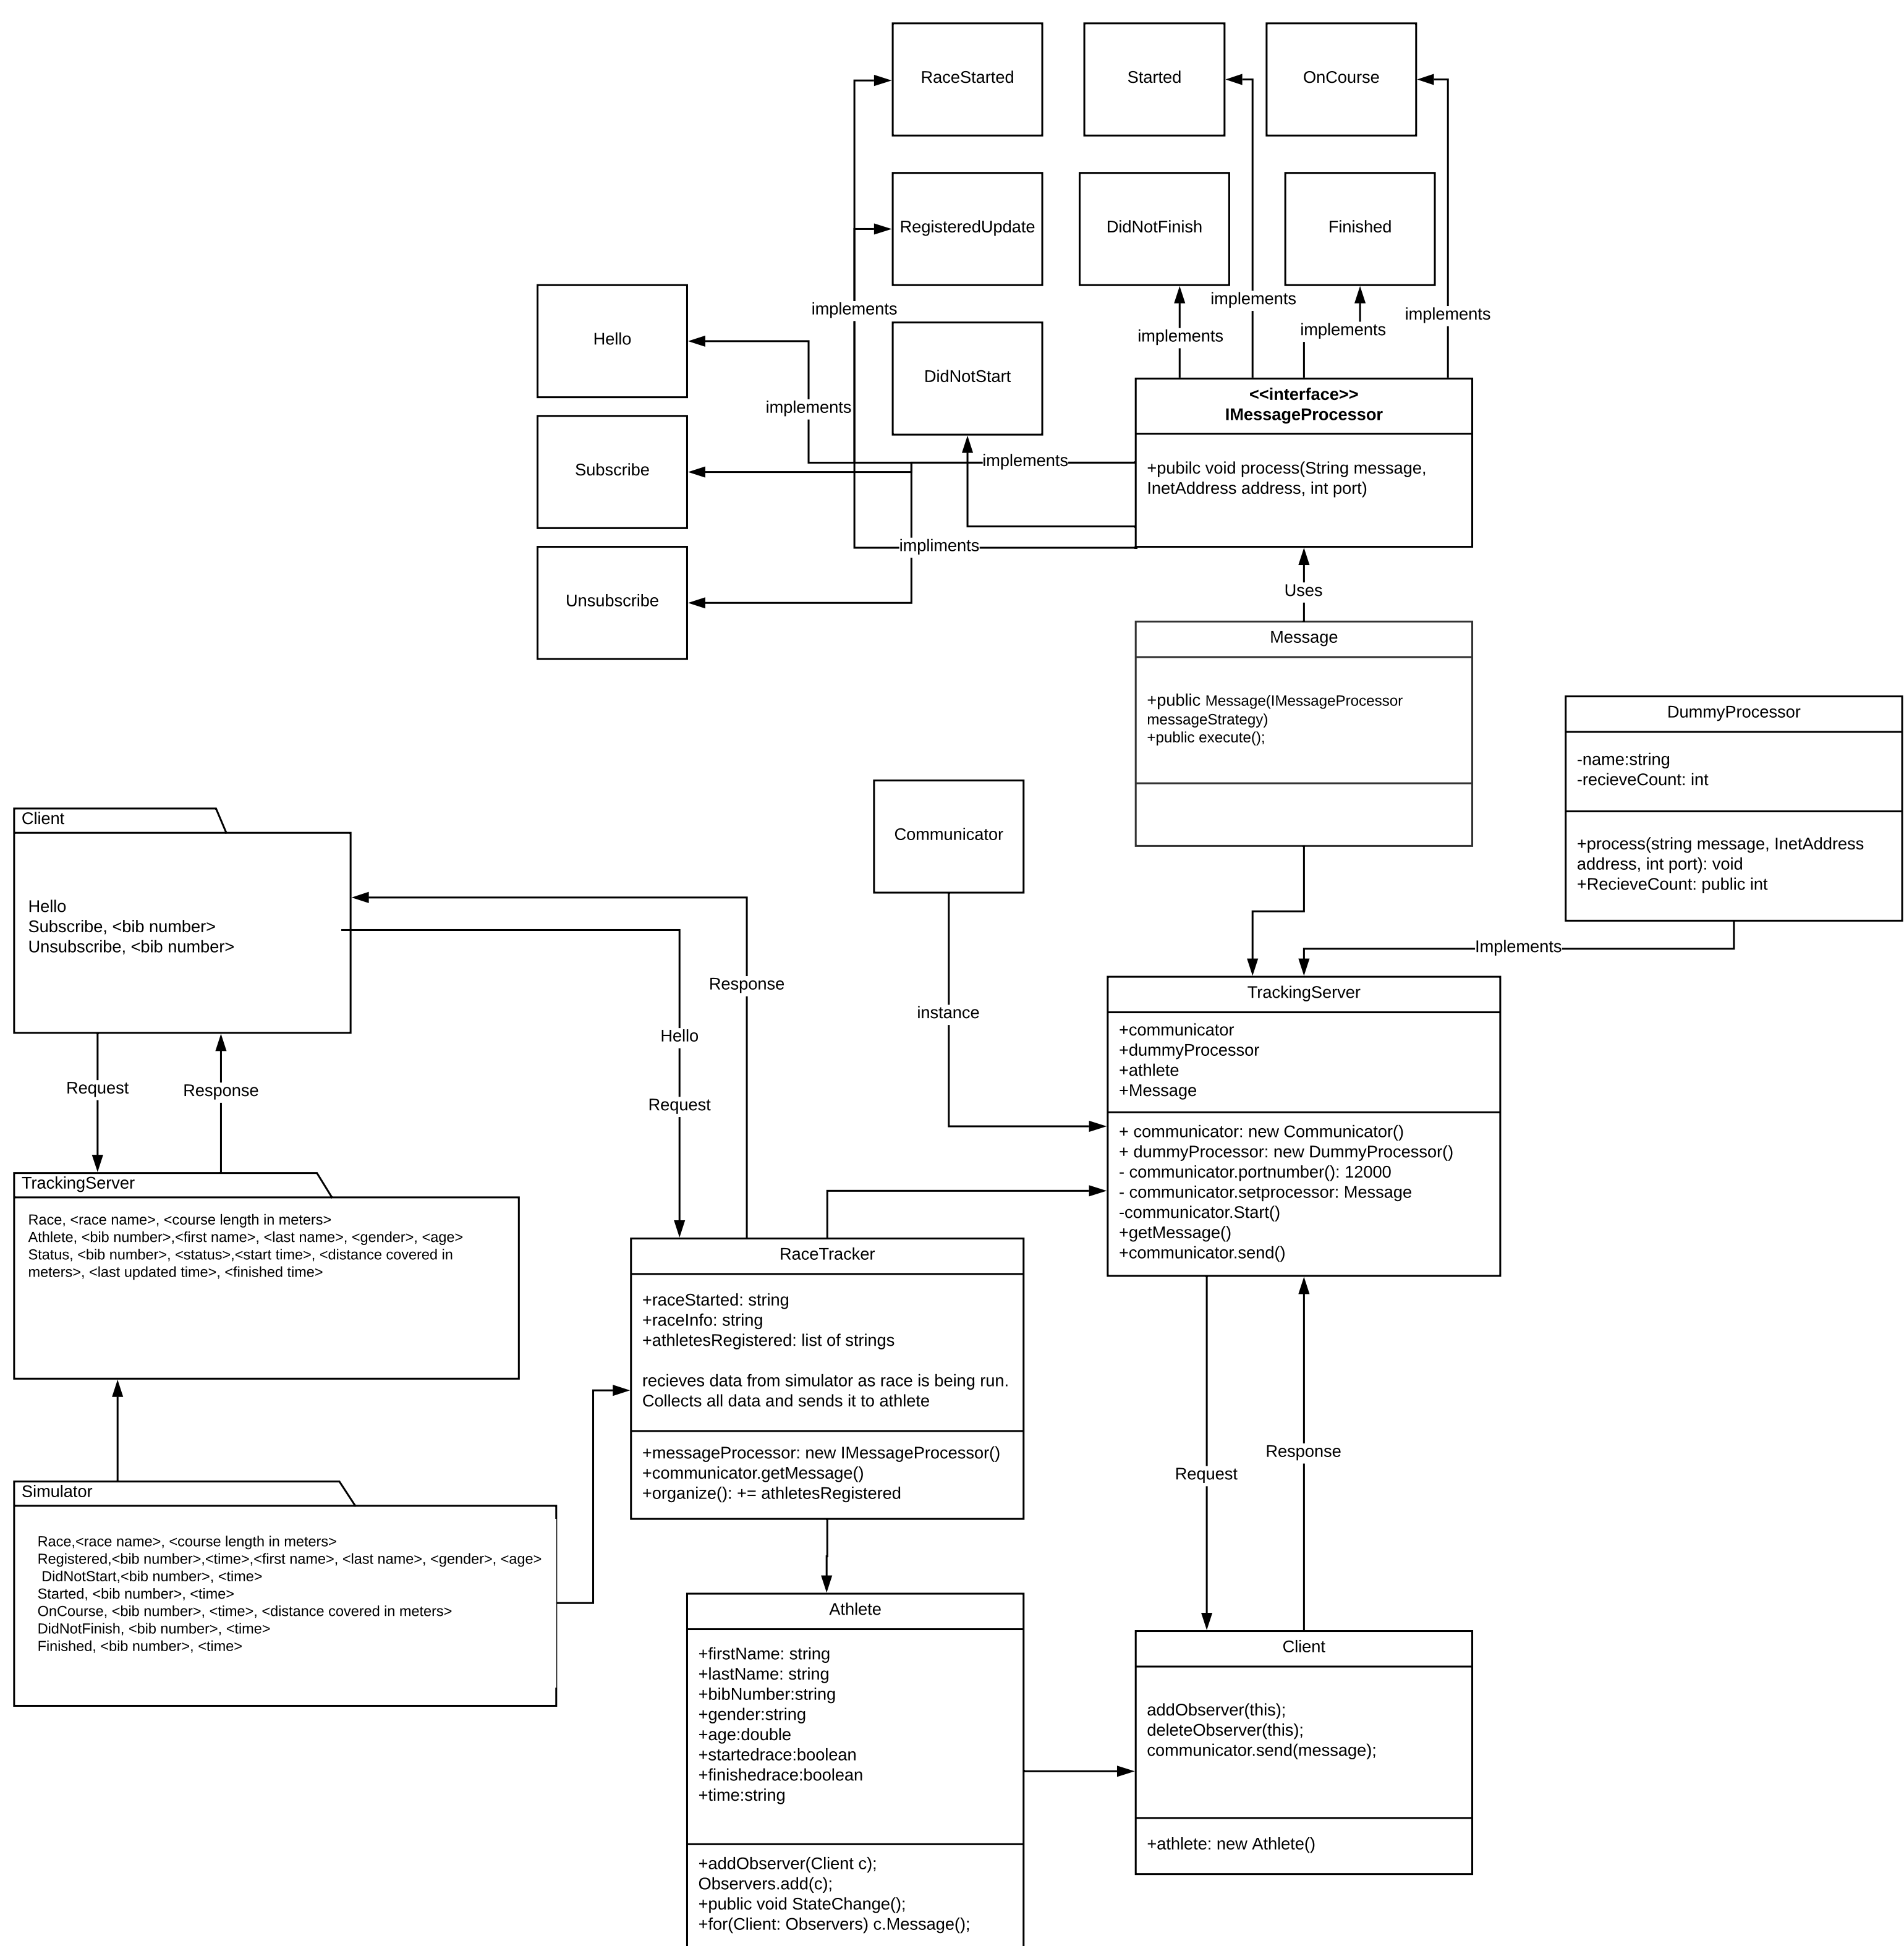 RaceStarted
Started
OnCourse
RegisteredUpdate
DidNotFinish
Finished
Hello
DidNotStart
Subscribe
Unsubscribe
implements
implements
implements
implements
implements
implements
implements
implements
impliments
<<interface>>
IMessageProcessor
+pubilc void process(String message,
InetAddress address, int port)
Uses
Message
+public Message(IMessageProcessor
messageStrategy)
+public execute();
DummyProcessor
-name:string
-recieveCount: int
+process(string message, InetAddress
address, int port): void
+RecieveCount: public int
Implements
Communicator
instance
Client
Hello
Subscribe, <bib number>
Unsubscribe, <bib number>
Response
Hello
Request
Request
Response
TrackingServer
+communicator
+dummyProcessor
+athlete
+Message
+ communicator: new Communicator()
+ dummyProcessor: new DummyProcessor()
- communicator.portnumber(): 12000
- communicator.setprocessor: Message
-communicator.Start()
+getMessage()
+communicator.send()
TrackingServer
Race, <race name>, <course length in meters>
Athlete, <bib number>,<first name>, <last name>, <gender>, <age>
Status, <bib number>, <status>,<start time>, <distance covered in
meters>, <last updated time>, <finished time>
RaceTracker
+raceStarted: string
+raceInfo: string
+athletesRegistered: list of strings
recieves data from simulator as race is being run.
Collects all data and sends it to athlete
+messageProcessor: new IMessageProcessor()
+communicator.getMessage()
+organize(): += athletesRegistered
Request
Response
Simulator
Race,<race name>, <course length in meters>
Registered,<bib number>,<time>,<first name>, <last name>, <gender>, <age>
DidNotStart,<bib number>, <time>
Started, <bib number>, <time>
OnCourse, <bib number>, <time>, <distance covered in meters>
DidNotFinish, <bib number>, <time>
Finished, <bib number>, <time>
Athlete
+firstName: string
+lastName: string
+bibNumber:string
+gender:string
+age:double
+startedrace:boolean
+finishedrace:boolean
+time:string
+addObserver(Client c);
Observers.add(c);
+public void StateChange();
+for(Client: Observers) c.Message();
Client
addObserver(this);
deleteObserver(this);
communicator.send(message);
+athlete: new Athlete()